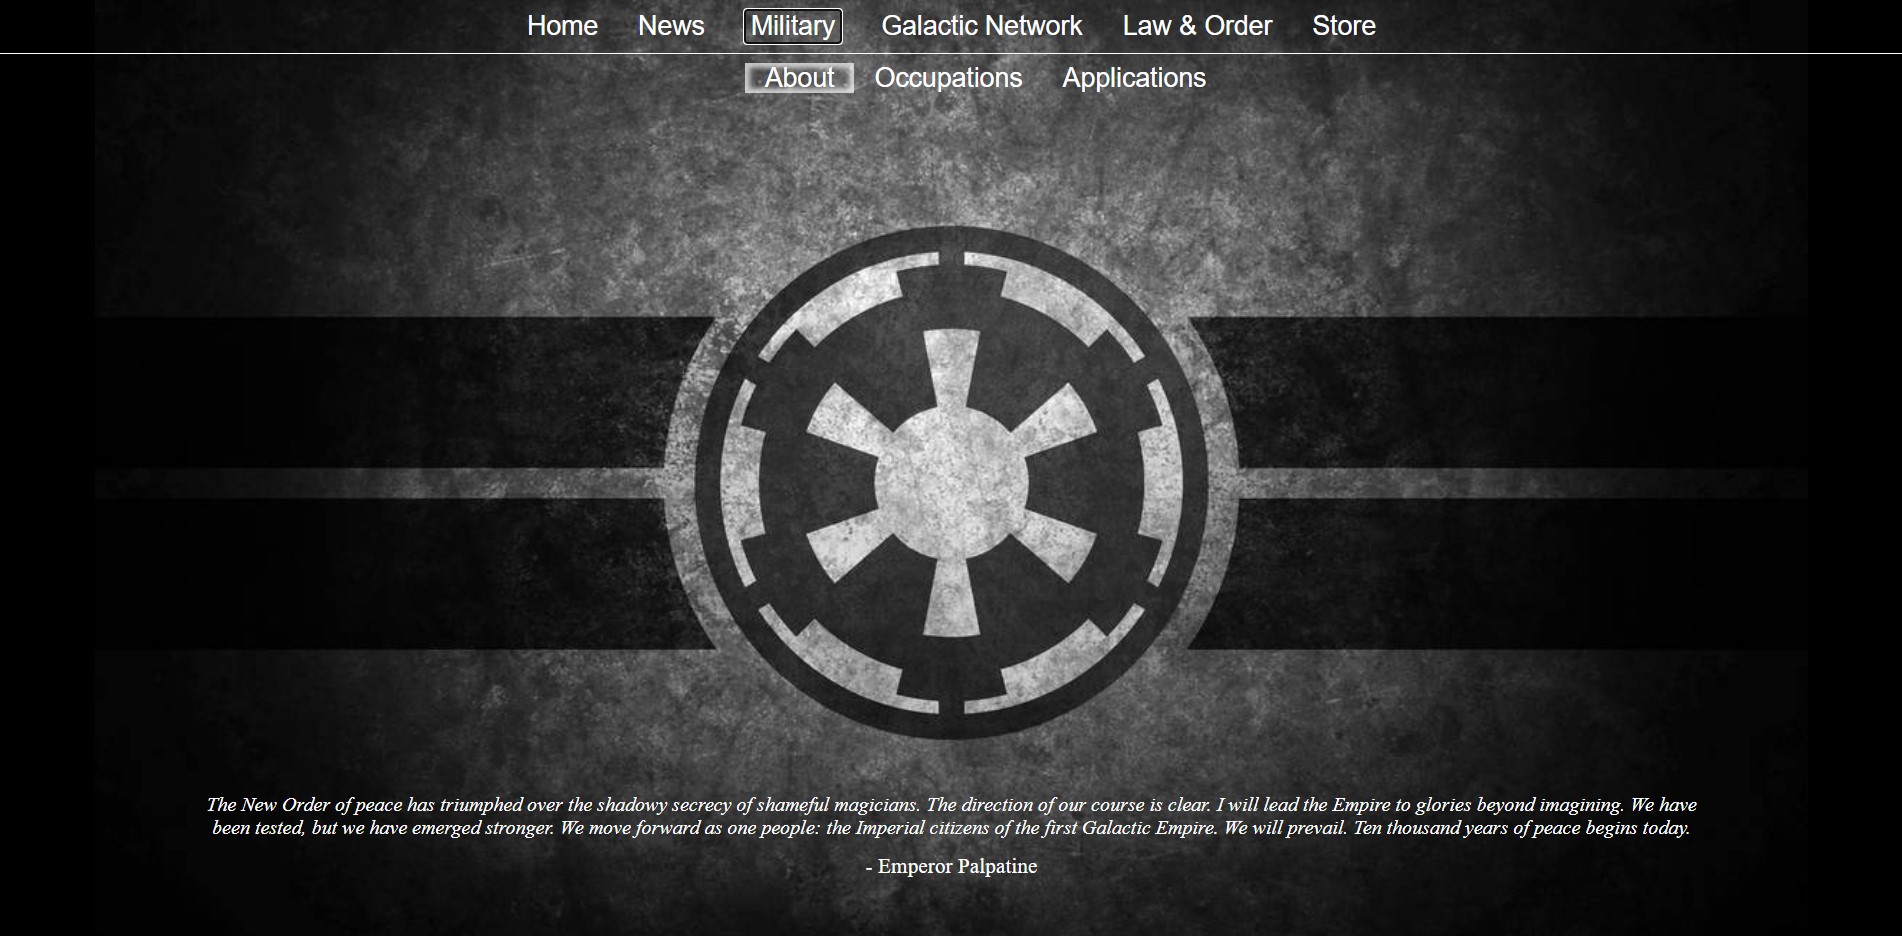 Home News Military Galactic Network Law & Order Store
About Occupations Applications
The New Order of peace has triumphed over the shadowy secrecy of shameful magicians. The direction of our course is clear. I will lead the Empire to glories beyond imagining. We have
been tested, but we have emerged stronger. We move forward as one people: the Imperial citizens of the first Galactic Empire. We will prevail. Ten thousand years of peace begins today.
- Emperor Palpatine